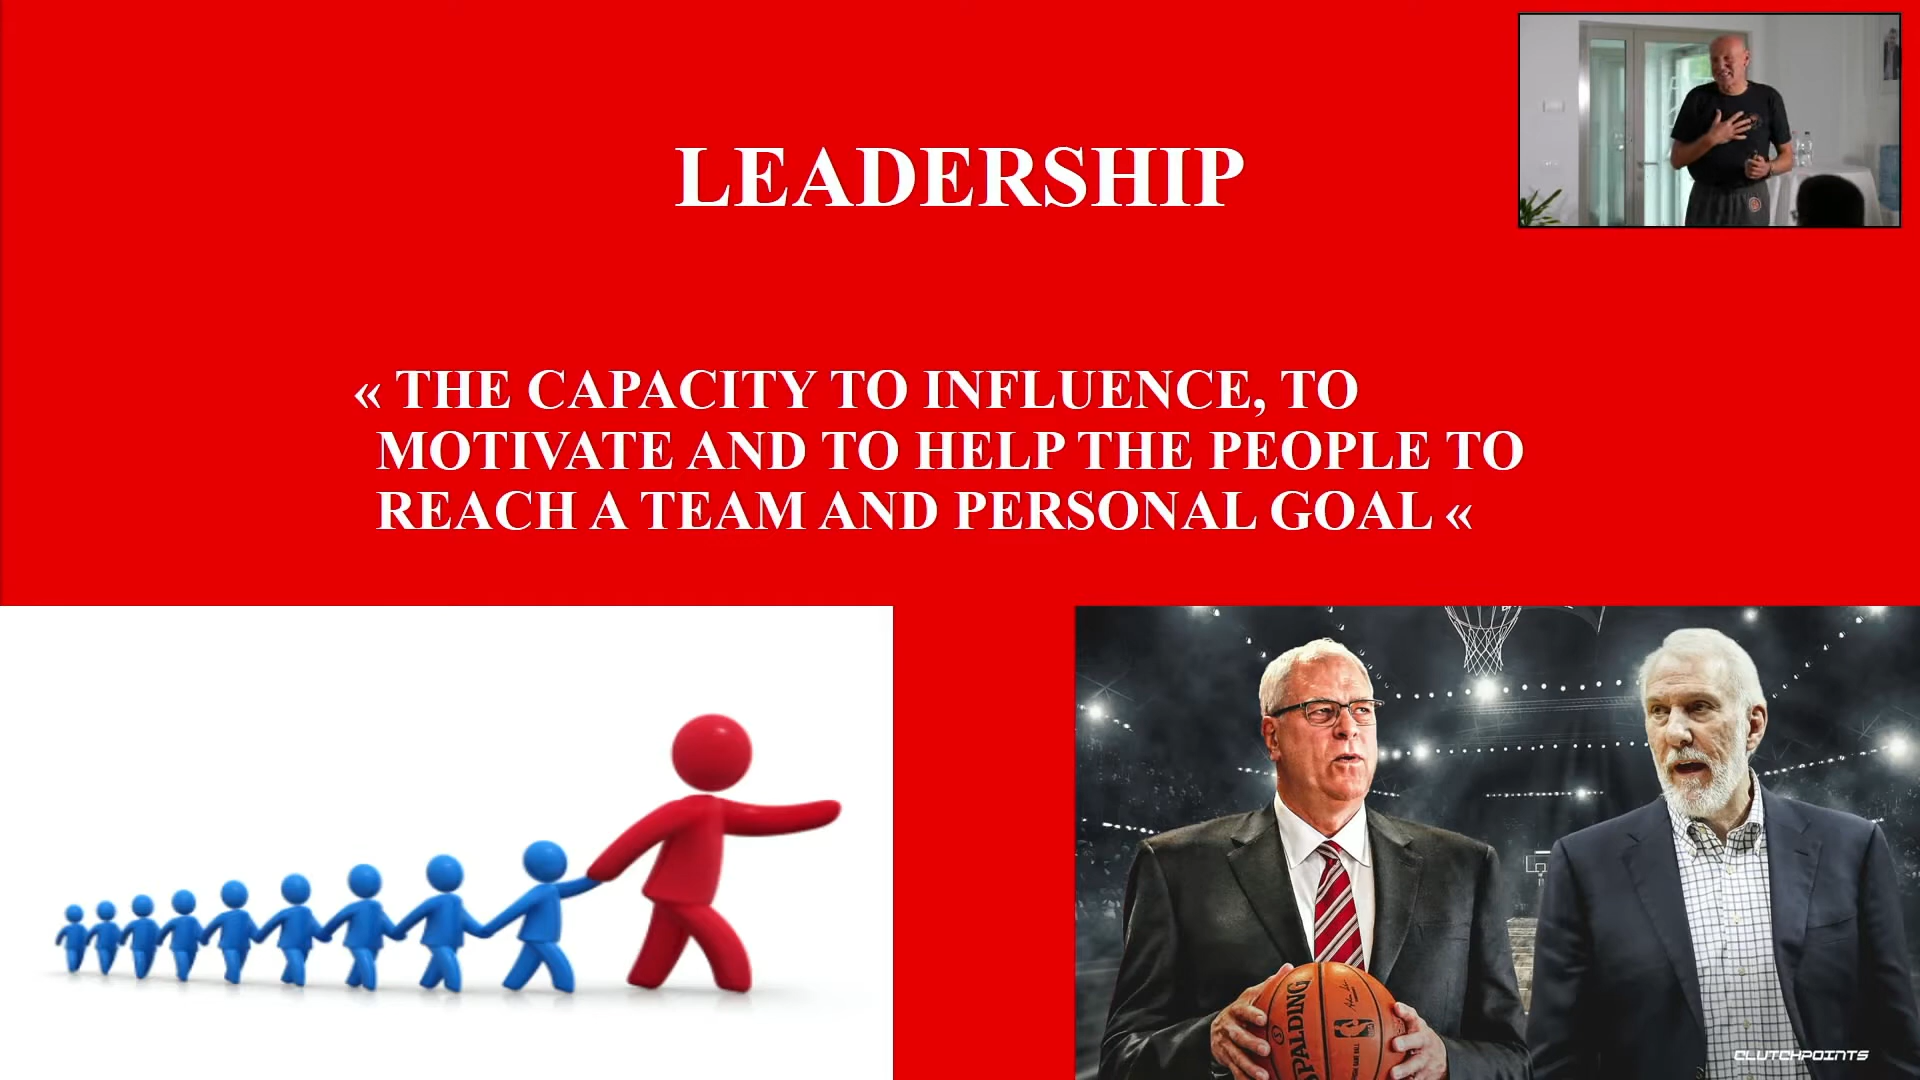 LEADERSHIP
« THE CAPACITY TO INFLUENCE, TO
MOTIVATE AND TO HELP THE PEOPLE TO
REACH A TEAM AND PERSONAL GOAL «
SPALDING
CLUTCHPOINTS